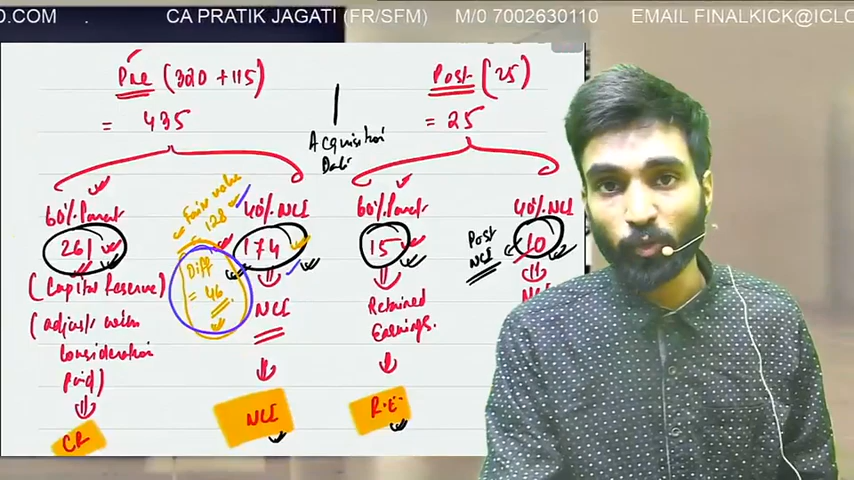 O.COM . CA PRATIK JAGATI (FR/SFM) M/0 7002630110 EMAIL FINALKICK@ICLO
Pre (320 + 115)
= 435
Acquisition
Date
Post (25)
= 25
60% Parent
261
(Capital Reserve)
(adjust with
Consideration
Paid)
CR
Fair value
128
Diff
= 46
40% NCI
174
NCI
NCI
60% Parent
15
Retained
Earnings.
R.E.
40% NCI
10
Post
NCI